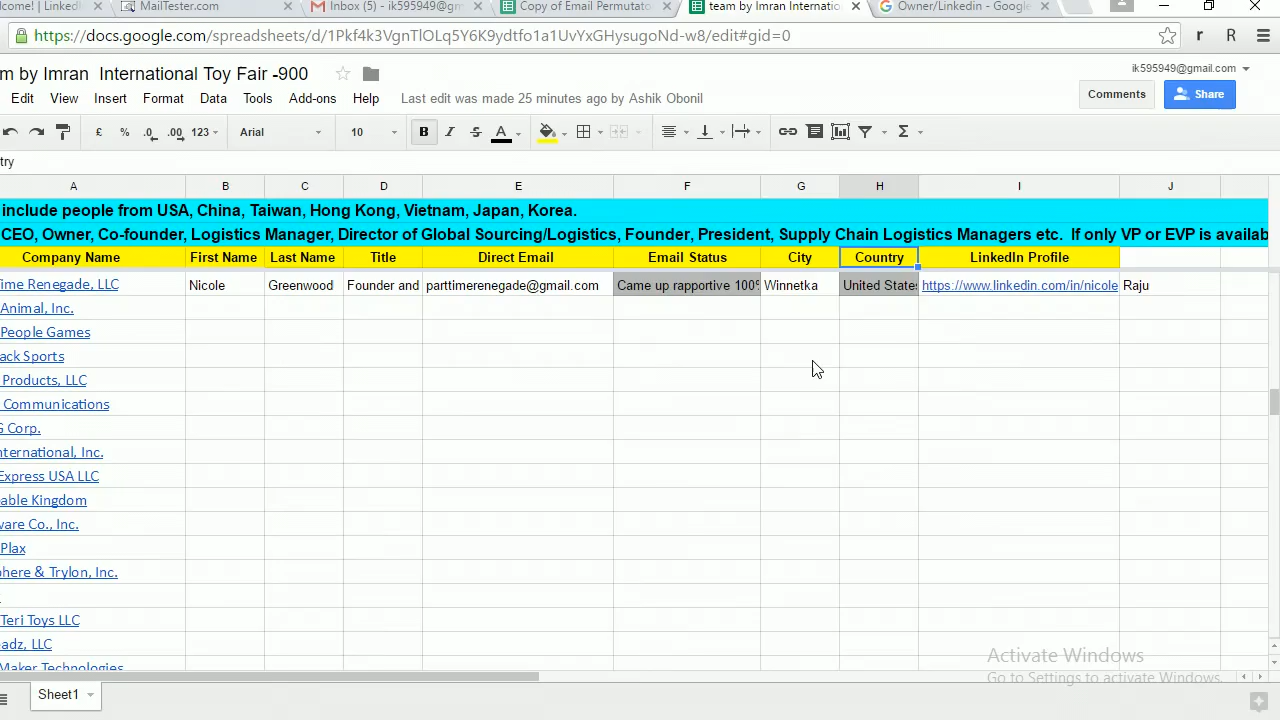 lcome! | LinkedI
MailTester.com
Inbox (5) - ik595949@gm
Copy of Email Permutato
team by Imran Internatio
Owner/Linkedin - Google
https://docs.google.com/spreadsheets/d/1Pkf4k3VgnTlOLq5Y6K9ydtfo1a1UvYxGHysugoNd-w8/edit#gid=0
r R
m by Imran International Toy Fair -900
ik595949@gmail.com
Edit View Insert Format Data Tools Add-ons Help Last edit was made 25 minutes ago by Ashik Obonil
Comments Share
£ % .0 .00 123 Arial 10 B I S A Σ
try
A B C D E F G H I J
include people from USA, China, Taiwan, Hong Kong, Vietnam, Japan, Korea.
CEO, Owner, Co-founder, Logistics Manager, Director of Global Sourcing/Logistics, Founder, President, Supply Chain Logistics Managers etc. If only VP or EVP is availab
Company Name First Name Last Name Title Direct Email Email Status City Country LinkedIn Profile
Time Renegade, LLC Nicole Greenwood Founder and parttimerenegade@gmail.com Came up rapportive 100% Winnetka United States https://www.linkedin.com/in/nicole Raju
Animal, Inc.
People Games
ack Sports
Products, LLC
Communications
G Corp.
nternational, Inc.
Express USA LLC
able Kingdom
ware Co., Inc.
Plax
phere & Trylon, Inc.
Teri Toys LLC
eadz, LLC
Maker Technologies
Activate Windows
Go to Settings to activate Windows.
Sheet1